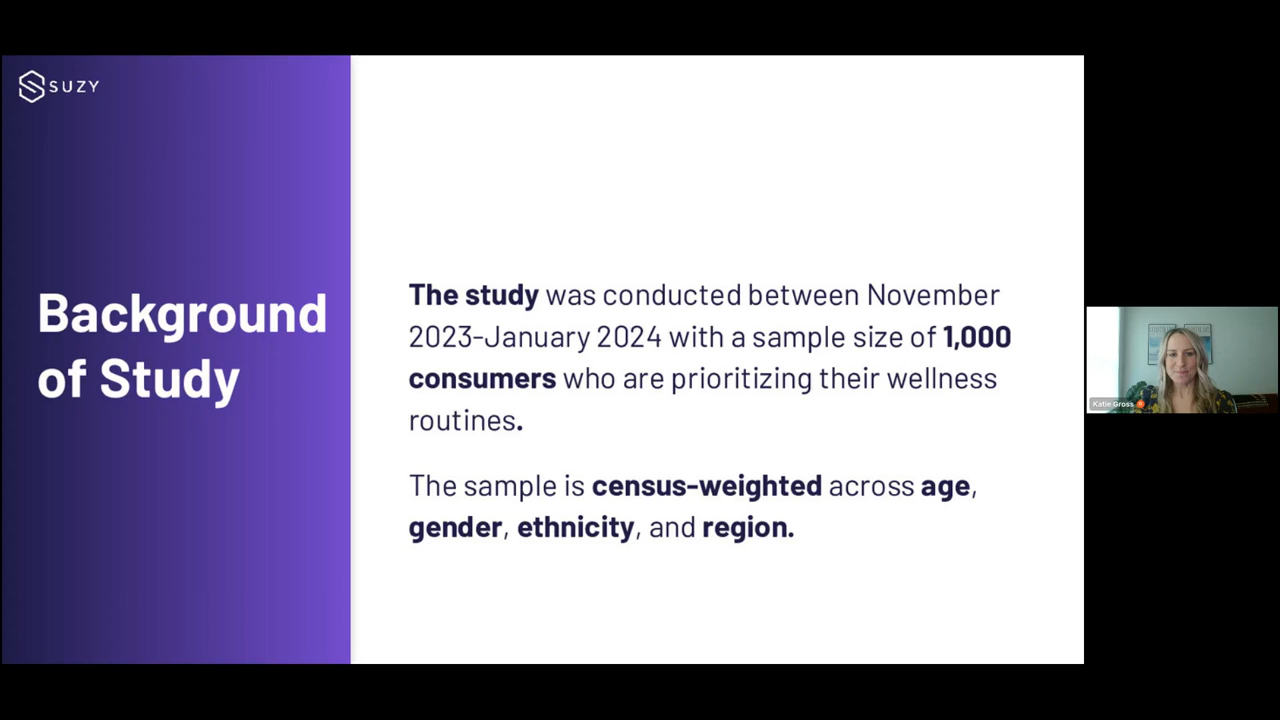 SUZY
Background
of Study
The study was conducted between November
2023-January 2024 with a sample size of 1,000
consumers who are prioritizing their wellness
routines.
The sample is census-weighted across age,
gender, ethnicity, and region.
Katie Gross